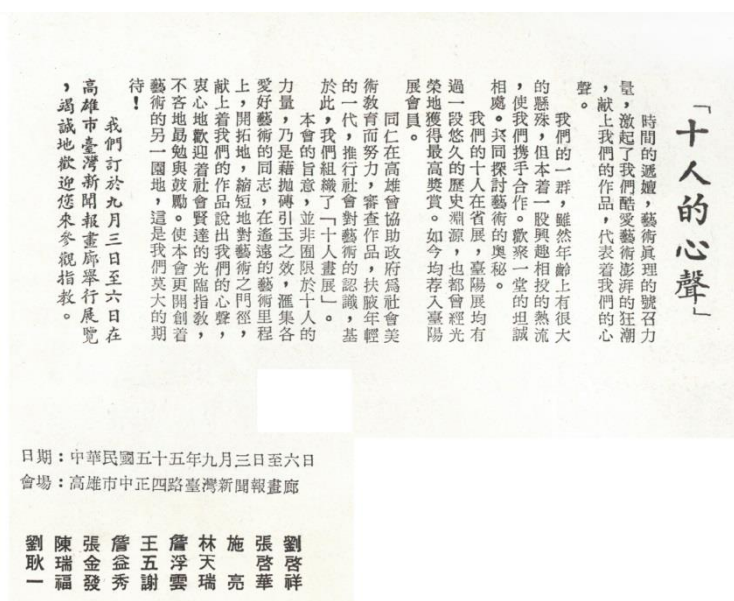 「十人的心聲」
時間的遞嬗,藝術眞理的號召力
量,激起了我們酷愛藝術澎湃的狂潮
,献上我們的作品,代表着我們的心
聲。
我們的一群,雖然年齡上有很大
的懸殊,但本着一股興趣相投的熱流
,使我們携手合作。歡聚一堂的坦誠
相處。共同探討藝術的奧秘。
我們的十人在省展,臺陽展均有
過一段悠久的歷史淵源,也都曾經光
榮地獲得最高獎賞。如今均荐入臺陽
展會員。
同仁在高雄曾協助政府爲社會美
術教育而努力,審查作品,扶腋年輕
的一代,推行社會對藝術的認識,基
於此,我們組織了「十人畫展」。
本會的旨意,並非囿限於十人的
力量,乃是藉抛磚引玉之效,滙集各
愛好藝術的同志,在遙遠的藝術里程
上,開拓地,縮短地對藝術之門徑,
献上着我們的作品說出我們的心聲,
衷心地歡迎着社會賢達的光臨指敎,
不吝地勗勉與鼓勵。使本會更開創着
藝術的另一園地,這是我們莫大的期
待!
我們訂於九月三日至六日在
高雄市臺灣新聞報畫廊舉行展覽
,竭誠地歡迎您來參觀指教。
日期:中華民國五十五年九月三日至六日
會場:高雄市中正四路臺灣新聞報畫廊
劉啓祥
張啓華
施亮
林天瑞
詹浮雲
王五謝
詹益秀
張金發
陳瑞福
劉耿一